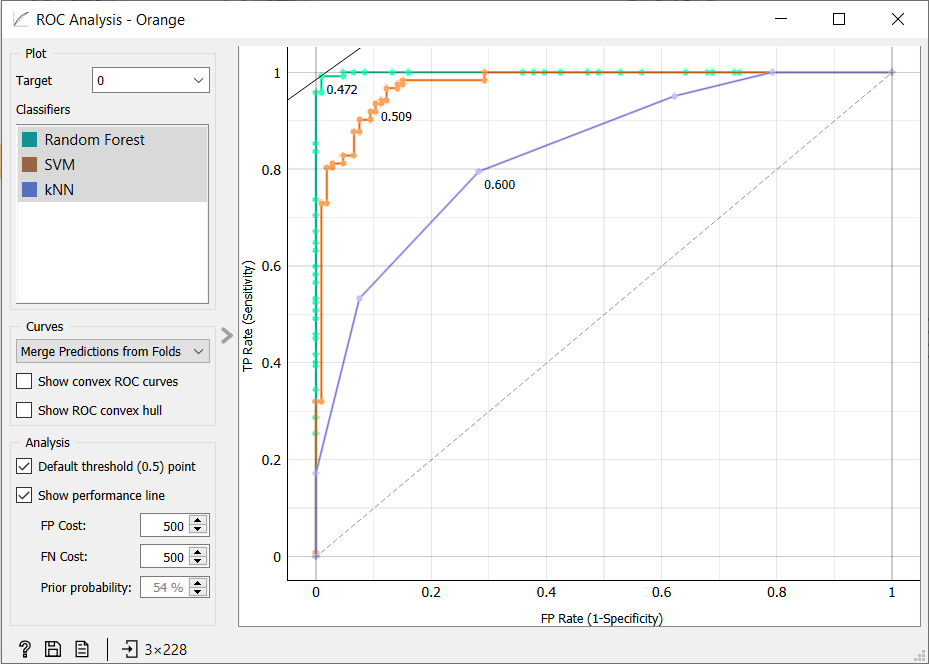 ROC Analysis - Orange
Plot
Target
0
Classifiers
Random Forest
SVM
kNN
Curves
Merge Predictions from Folds
Show convex ROC curves
Show ROC convex hull
Analysis
Default threshold (0.5) point
Show performance line
FP Cost:
500
FN Cost:
500
Prior probability:
54 %
3×228
TP Rate (Sensitivity)
1
0.8
0.6
0.4
0.2
0
0.472
0.509
0.600
0
0.2
0.4
0.6
0.8
1
FP Rate (1-Specificity)